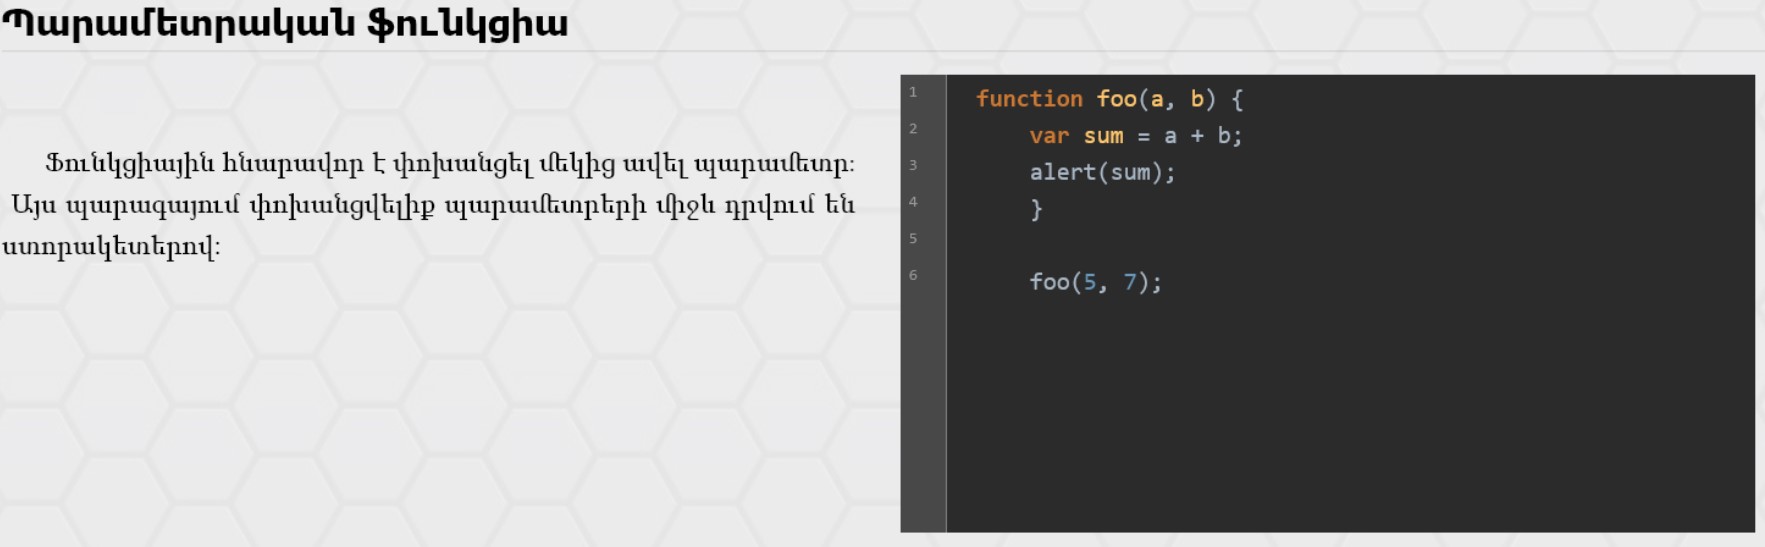 Պարամետրական ֆունկցիա
Ֆունկցիային հնարավոր է փոխանցել մեկից ավել պարամետր։
Այս պարագայում փոխանցվելիք պարամետրերի միջև դրվում են
ստորակետերով։
1 function foo(a, b) {
2 var sum = a + b;
3 alert(sum);
4 }
5
6 foo(5, 7);